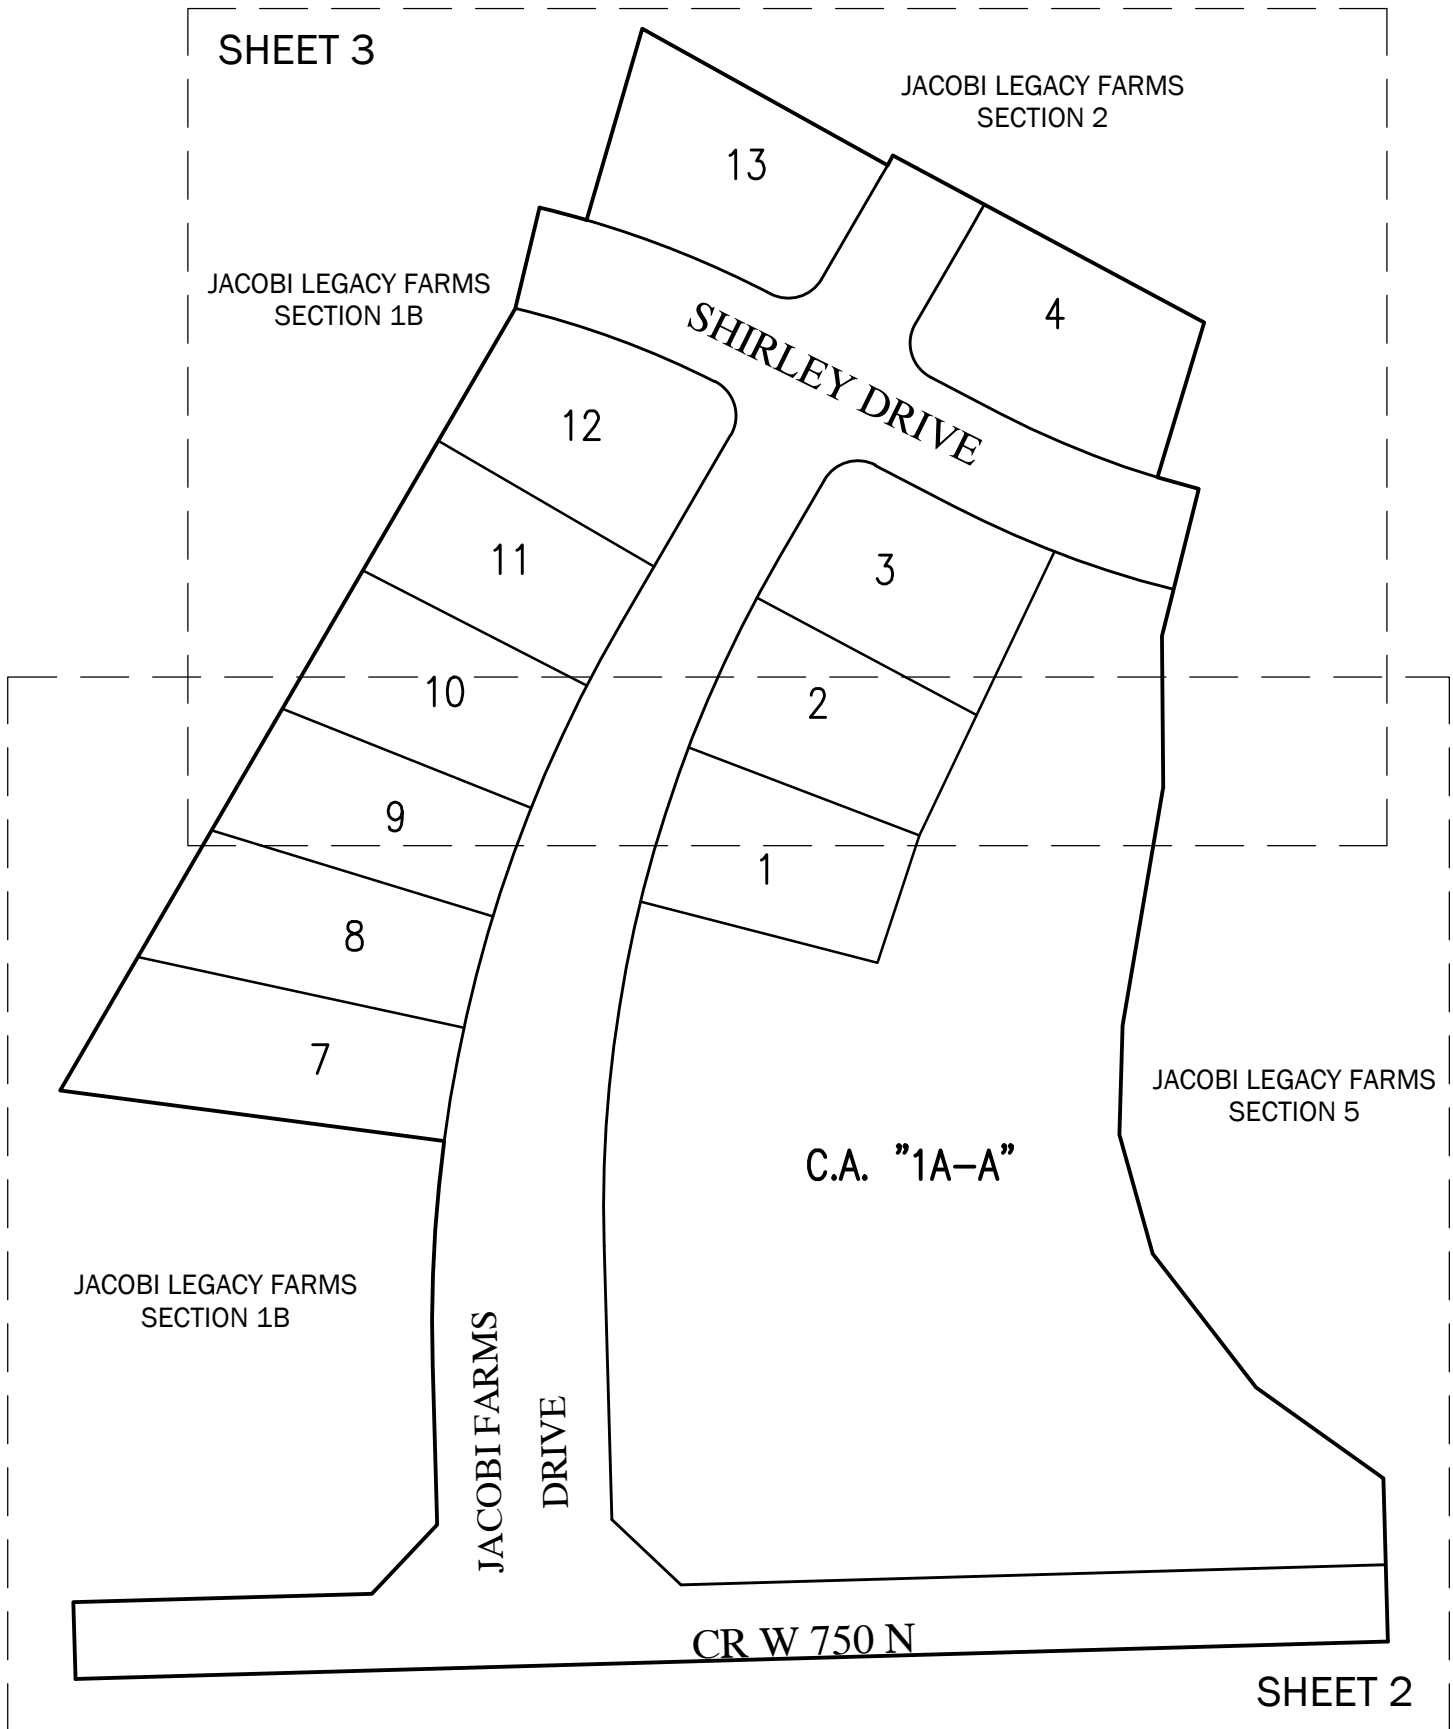 SHEET 3
JACOBI LEGACY FARMS
SECTION 2
13
JACOBI LEGACY FARMS
SECTION 1B
4
SHIRLEY DRIVE
12
11
3
10
2
9
1
8
7
JACOBI LEGACY FARMS
SECTION 5
C.A. "1A-A"
JACOBI LEGACY FARMS
SECTION 1B
JACOBI FARMS
DRIVE
CR W 750 N
SHEET 2